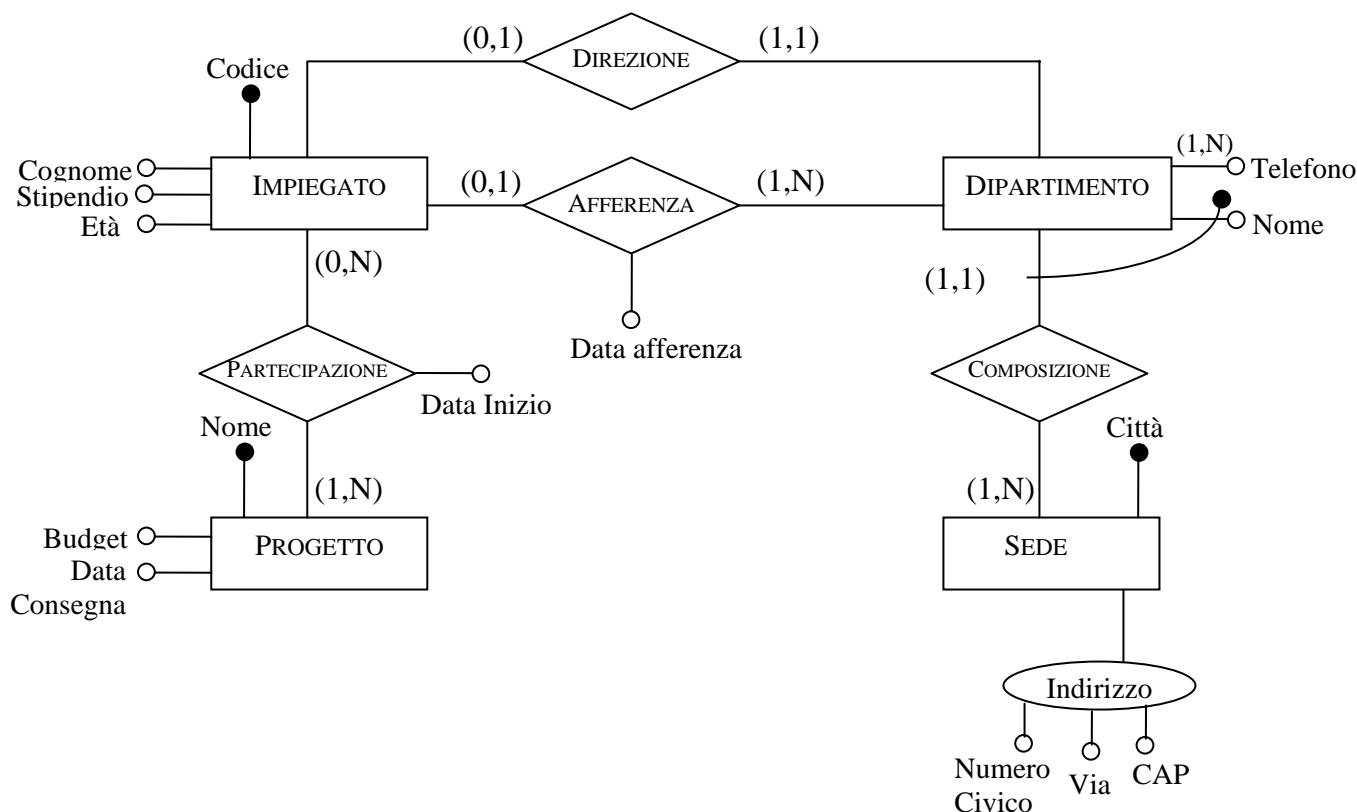 (0,1)
DIREZIONE
(1,1)
Codice
Cognome
Stipendio
Età
IMPIEGATO
(0,1)
AFFERENZA
(1,N)
DIPARTIMENTO
(1,N)
Telefono
Nome
(0,N)
(1,1)
Data afferenza
PARTECIPAZIONE
Data Inizio
COMPOSIZIONE
Nome
Città
(1,N)
(1,N)
Budget
Data
Consegna
PROGETTO
SEDE
Indirizzo
Numero
Civico
Via
CAP